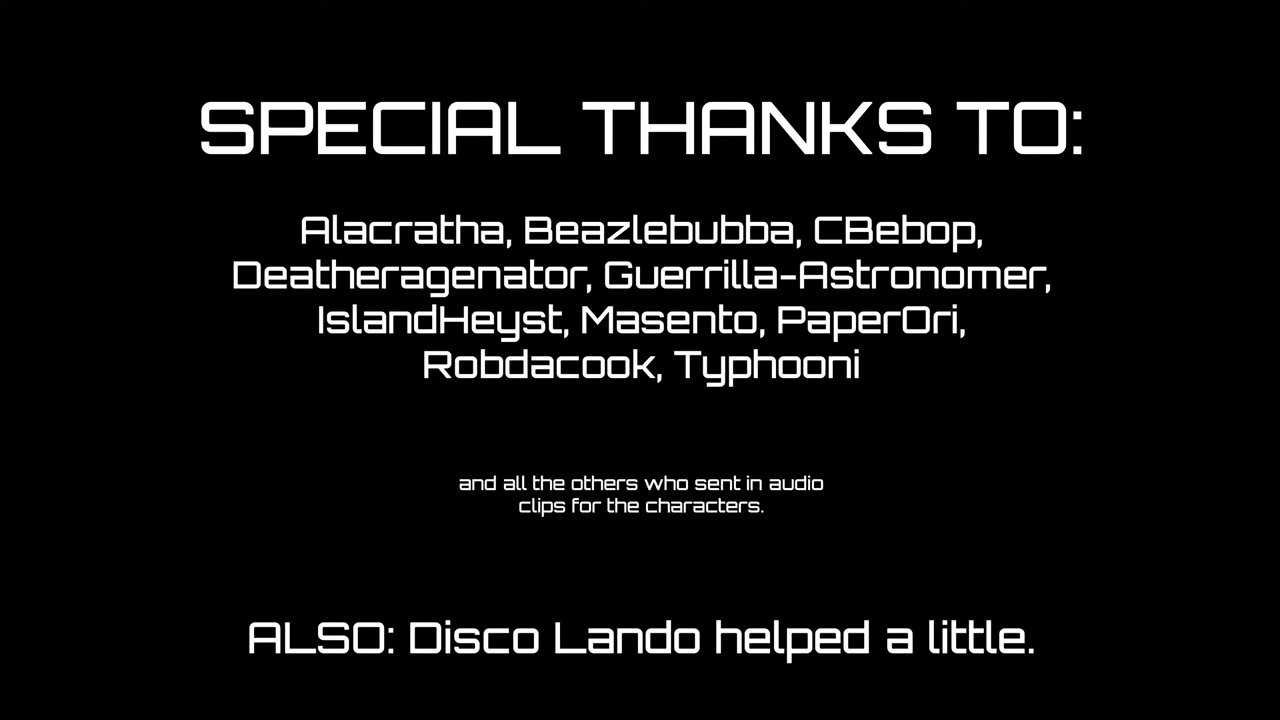 SPECIAL THANKS TO:
Alacratha, Beazlebubba, CBebop,
Deatheragenator, Guerrilla-Astronomer,
IslandHeyst, Masento, PaperOri,
Robdacook, Typhooni
and all the others who sent in audio
clips for the characters.
ALSO: Disco Lando helped a little.